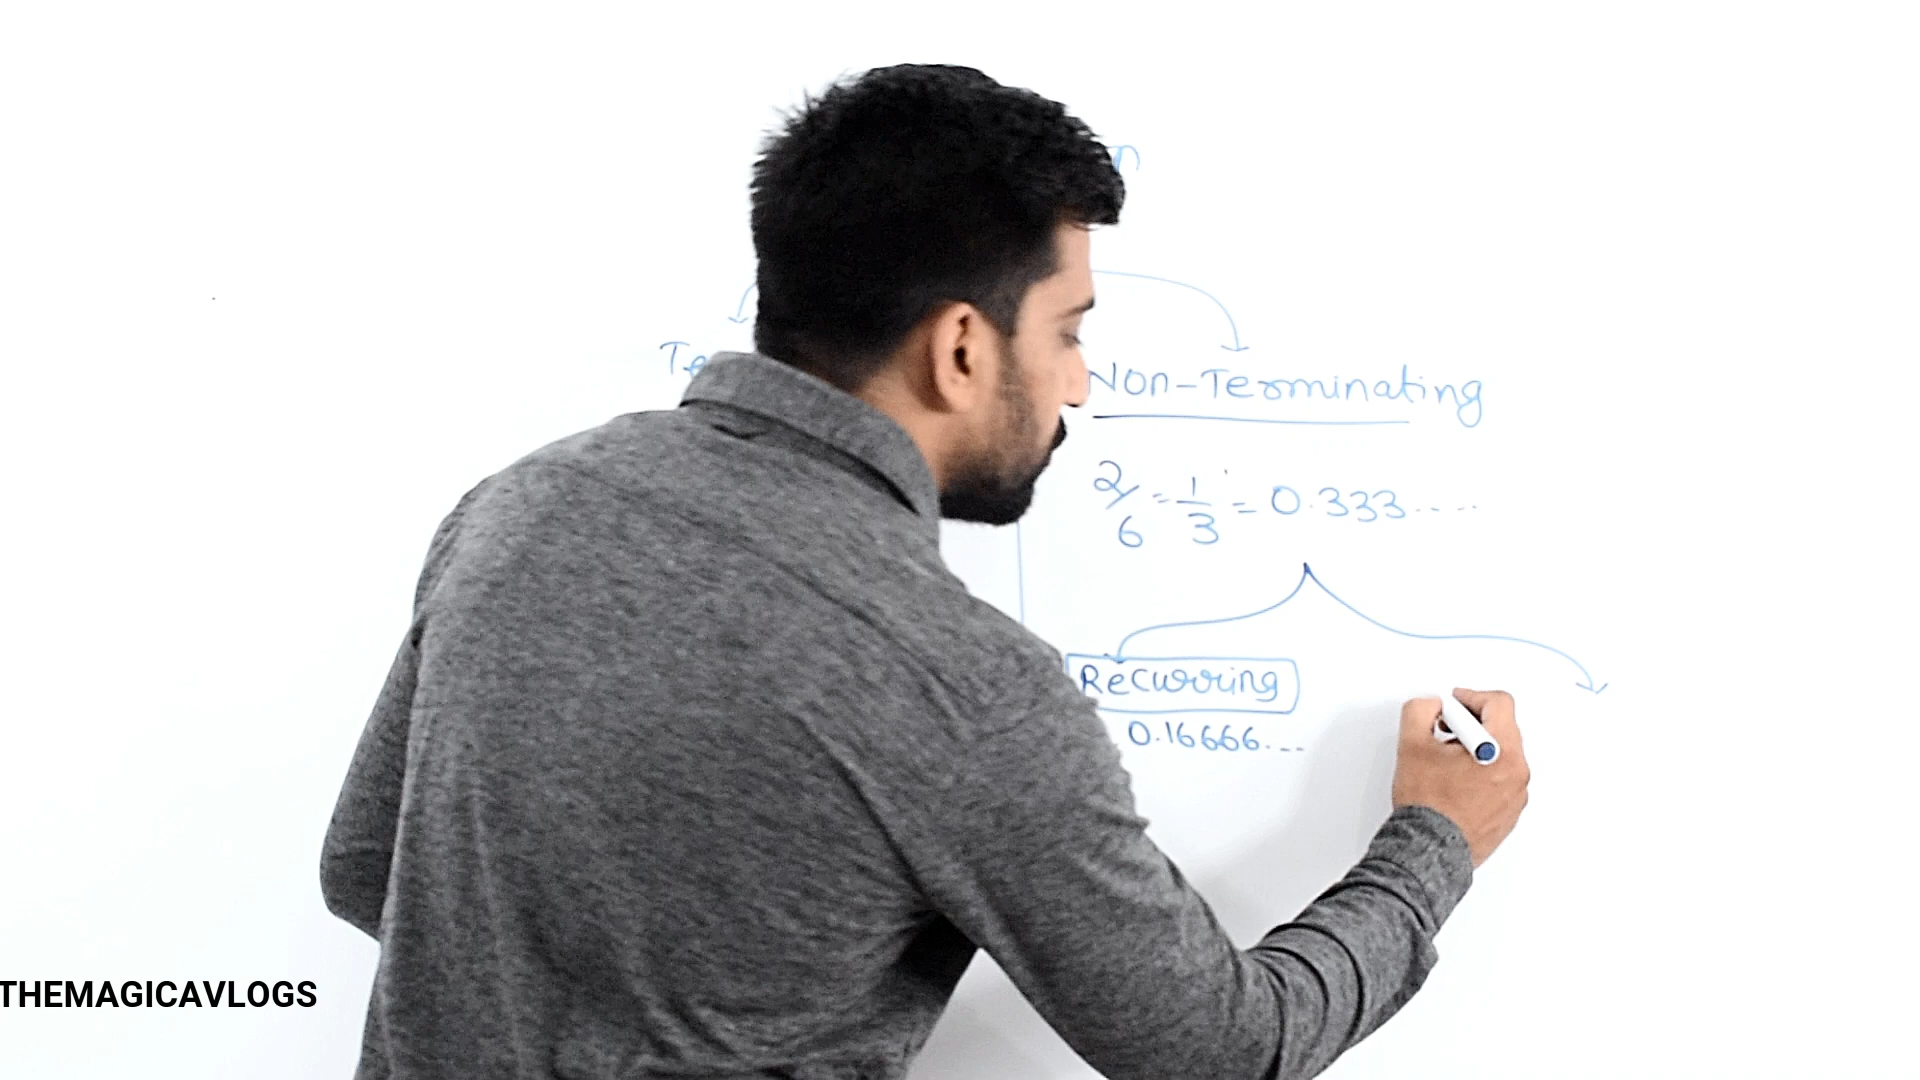 Non-Terminating
2/6 = 1/3 = 0.333.....
Recurring
0.16666....
THEMAGICAVLOGS